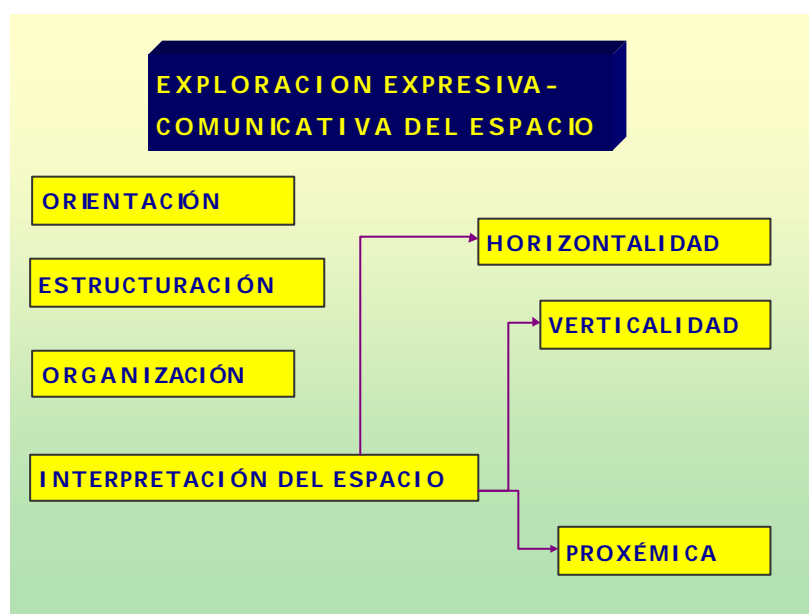 EXPLORACION EXPRESIVA-
COMUNICATIVA DEL ESPACIO
ORIENTACIÓN
HORIZONTALIDAD
ESTRUCTURACIÓN
VERTICALIDAD
ORGANIZACIÓN
INTERPRETACIÓN DEL ESPACIO
PROXÉMICA